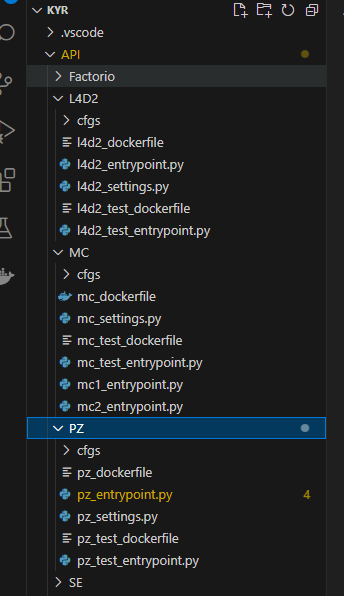 KYR
.vscode
API
Factorio
L4D2
cfgs
l4d2_dockerfile
l4d2_entrypoint.py
l4d2_settings.py
l4d2_test_dockerfile
l4d2_test_entrypoint.py
MC
cfgs
mc_dockerfile
mc_settings.py
mc_test_dockerfile
mc_test_entrypoint.py
mc1_entrypoint.py
mc2_entrypoint.py
PZ
cfgs
pz_dockerfile
pz_entrypoint.py 4
pz_settings.py
pz_test_dockerfile
pz_test_entrypoint.py
SE